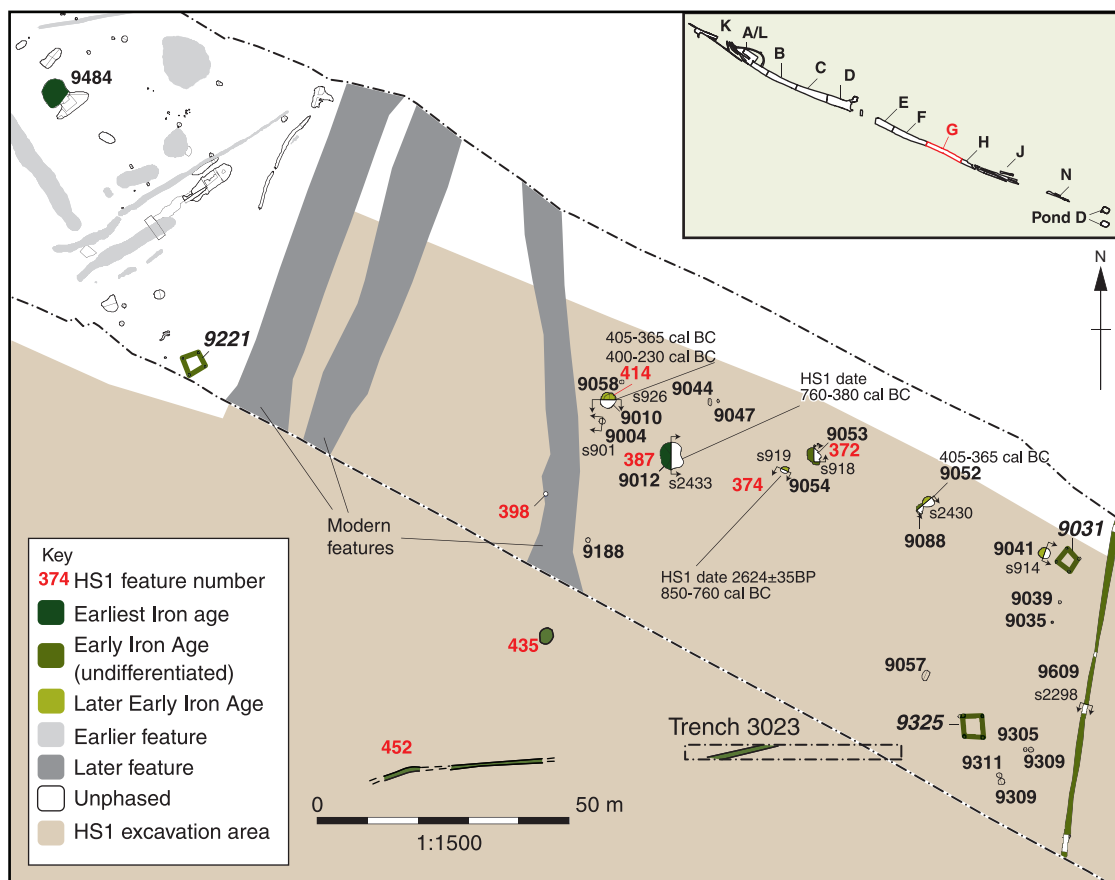 9484
K
A/L
B
C
D
E
F
G
H
J
N
Pond D
N
9221
405-365 cal BC
400-230 cal BC
414
9058
s926
9044
HS1 date
760-380 cal BC
9010
9047
9004
s901
9053
387
s919
372
405-365 cal BC
9012
s2433
374
9054
s918
9052
s2430
398
9088
9031
Modern
features
9041
s914
9188
HS1 date 2624±35BP
850-760 cal BC
9039
9035
435
9057
9609
s2298
Trench 3023
9325
9305
452
9311
9309
9309
0
50 m
1:1500
Key
374 HS1 feature number
Earliest Iron age
Early Iron Age
(undifferentiated)
Later Early Iron Age
Earlier feature
Later feature
Unphased
HS1 excavation area